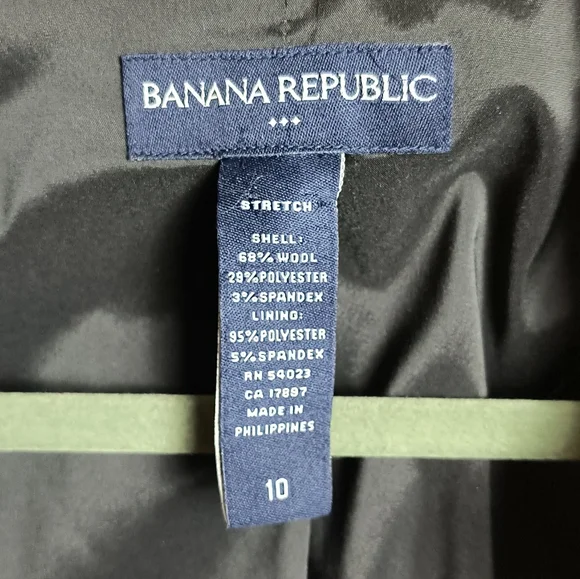 BANANA REPUBLIC
STRETCH
SHELL:
68% WOOL
29% POLYESTER
3% SPANDEX
LINING:
95% POLYESTER
5% SPANDEX
RN 54023
CA 17897
MADE IN
PHILIPPINES
10